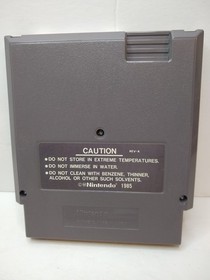 CAUTION
• DO NOT STORE IN EXTREME TEMPERATURES.
• DO NOT IMMERSE IN WATER.
• DO NOT CLEAN WITH BENZENE, THINNER,
ALCOHOL OR OTHER SUCH SOLVENTS.
Nintendo 1985